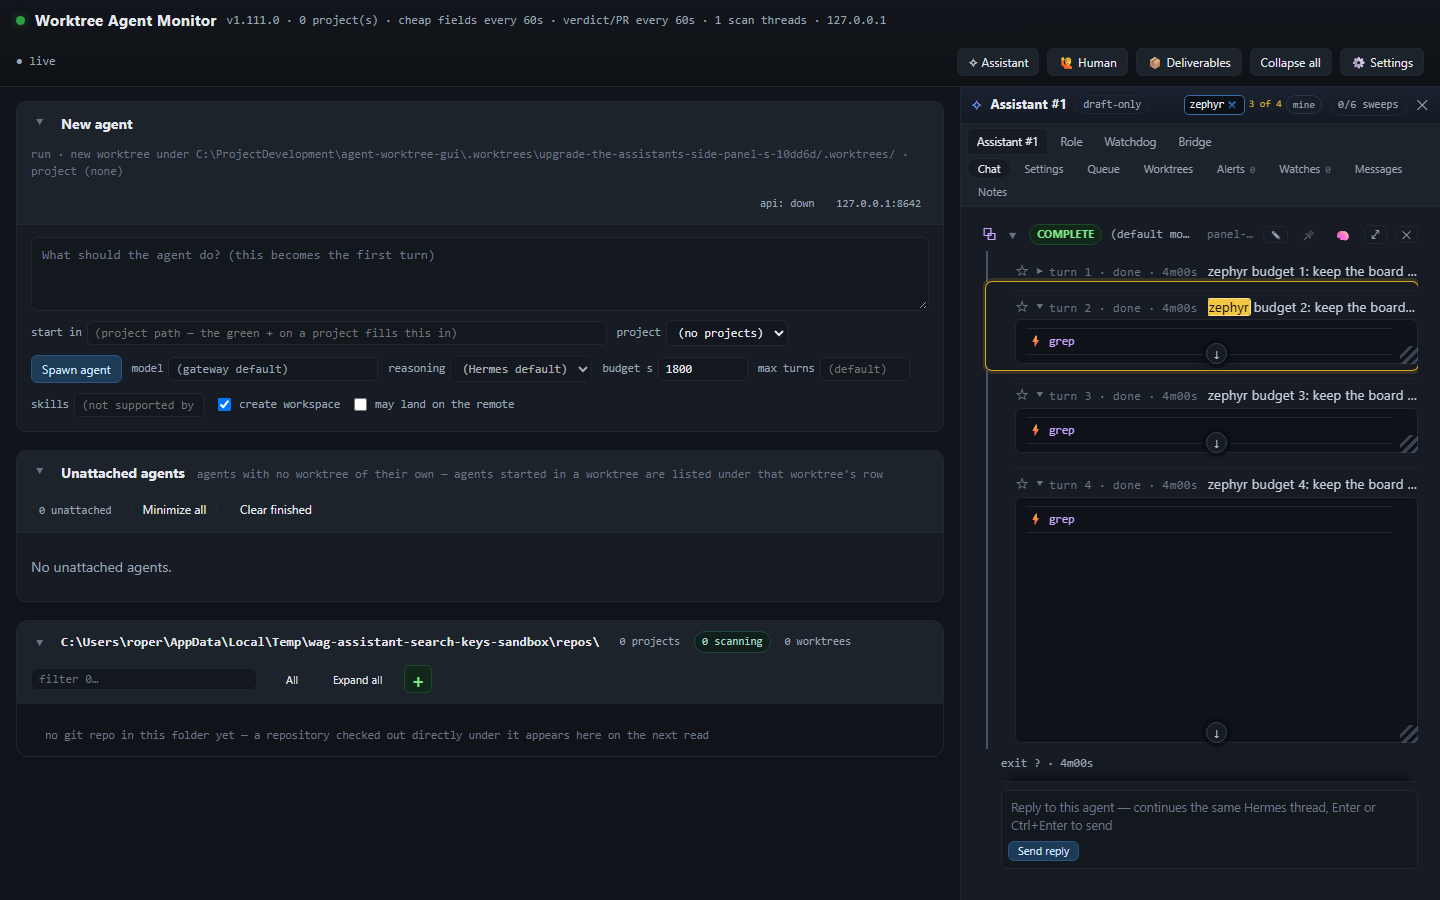 Worktree Agent Monitor v1.111.0 · 0 project(s) · cheap fields every 60s · verdict/PR every 60s · 1 scan threads · 127.0.0.1
live
Assistant
Human
Deliverables
Collapse all
Settings
New agent
run · new worktree under C:\ProjectDevelopment\agent-worktree-gui\.worktrees\upgrade-the-assistants-side-panel-s-10dd6d/.worktrees/ ·
project (none)
api: down 127.0.0.1:8642
What should the agent do? (this becomes the first turn)
start in (project path — the green + on a project fills this in) project (no projects)
Spawn agent model (gateway default) reasoning (Hermes default) budget s 1800 max turns (default)
skills (not supported by create workspace may land on the remote
Unattached agents agents with no worktree of their own — agents started in a worktree are listed under that worktree's row
0 unattached Minimize all Clear finished
No unattached agents.
C:\Users\roper\AppData\Local\Temp\wag-assistant-search-keys-sandbox\repos\ 0 projects 0 scanning 0 worktrees
filter 0… All Expand all +
no git repo in this folder yet — a repository checked out directly under it appears here on the next read
Assistant #1 draft-only zephyr × 3 of 4 mine 0/6 sweeps
Assistant #1 Role Watchdog Bridge
Chat Settings Queue Worktrees Alerts 0 Watches 0 Messages
Notes
COMPLETE (default mo… panel-…
turn 1 · done · 4m00s zephyr budget 1: keep the board …
turn 2 · done · 4m00s zephyr budget 2: keep the board…
grep
turn 3 · done · 4m00s zephyr budget 3: keep the board …
grep
turn 4 · done · 4m00s zephyr budget 4: keep the board …
grep
exit ? · 4m00s
Reply to this agent — continues the same Hermes thread, Enter or
Ctrl+Enter to send
Send reply